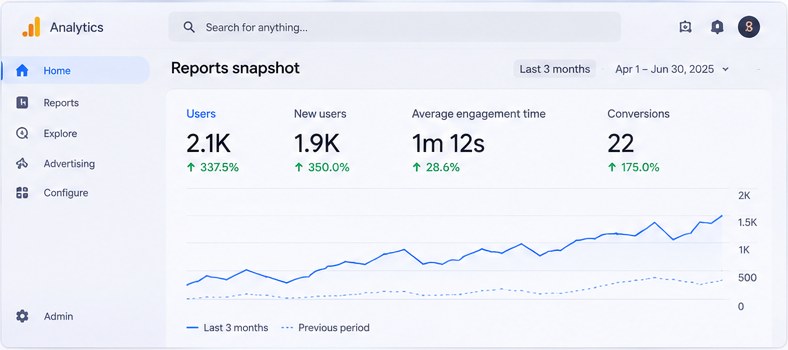 Analytics
Search for anything...
Home
Reports
Explore
Advertising
Configure
Admin
Reports snapshot
Last 3 months
Apr 1 – Jun 30, 2025
Users
2.1K
↑ 337.5%
New users
1.9K
↑ 350.0%
Average engagement time
1m 12s
↑ 28.6%
Conversions
22
↑ 175.0%
2K
1.5K
1K
500
0
Last 3 months
Previous period